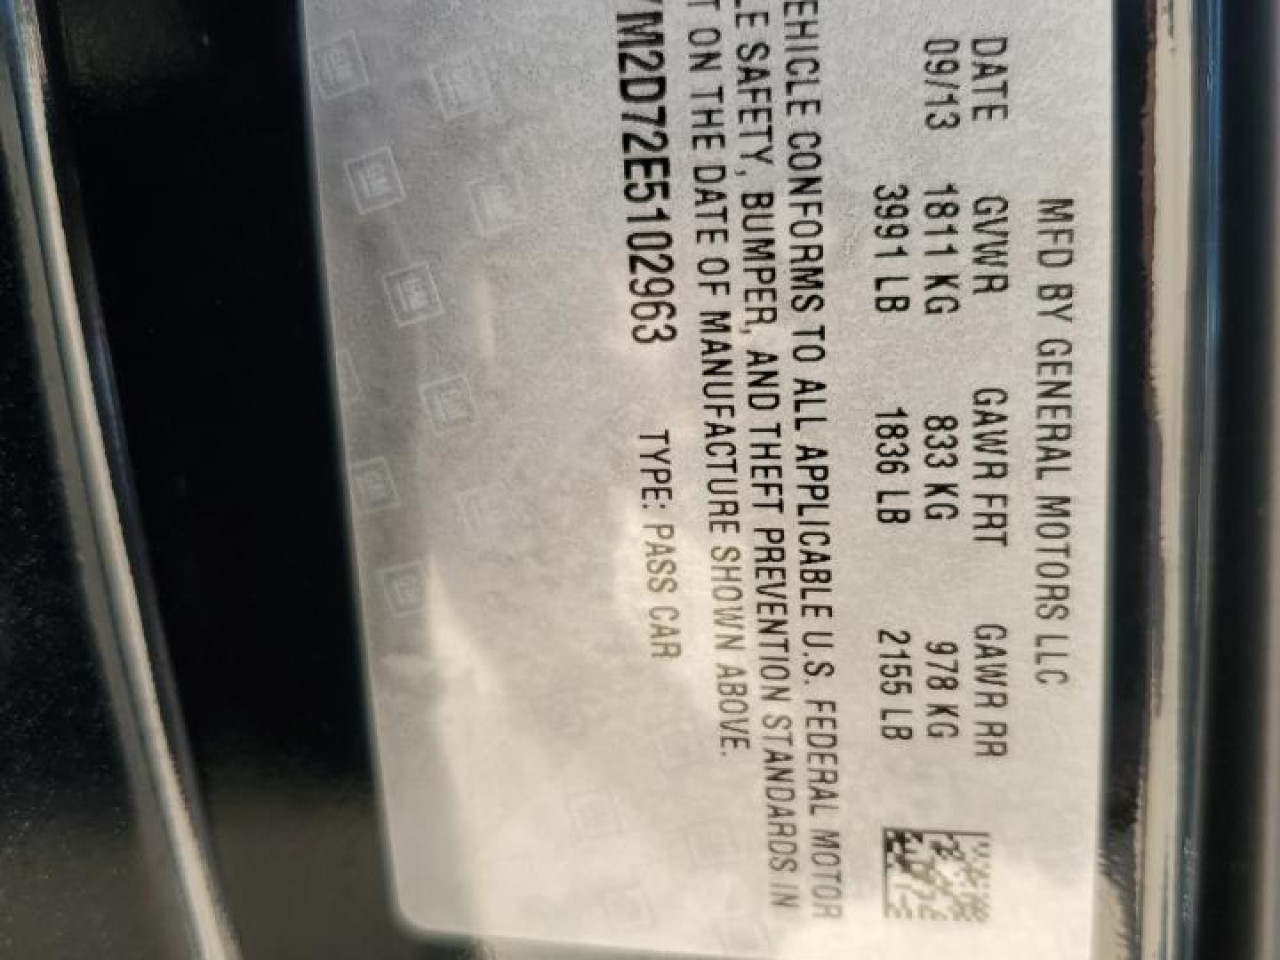 MFD BY GENERAL MOTORS LLC
DATE GVWR GAWR FRT GAWR RR
09/13 1811 KG 833 KG 978 KG
3991 LB 1836 LB 2155 LB
EHICLE CONFORMS TO ALL APPLICABLE U.S. FEDERAL MOTOR
LE SAFETY, BUMPER, AND THEFT PREVENTION STANDARDS IN
T ON THE DATE OF MANUFACTURE SHOWN ABOVE.
YM2D72E5102963 TYPE: PASS CAR